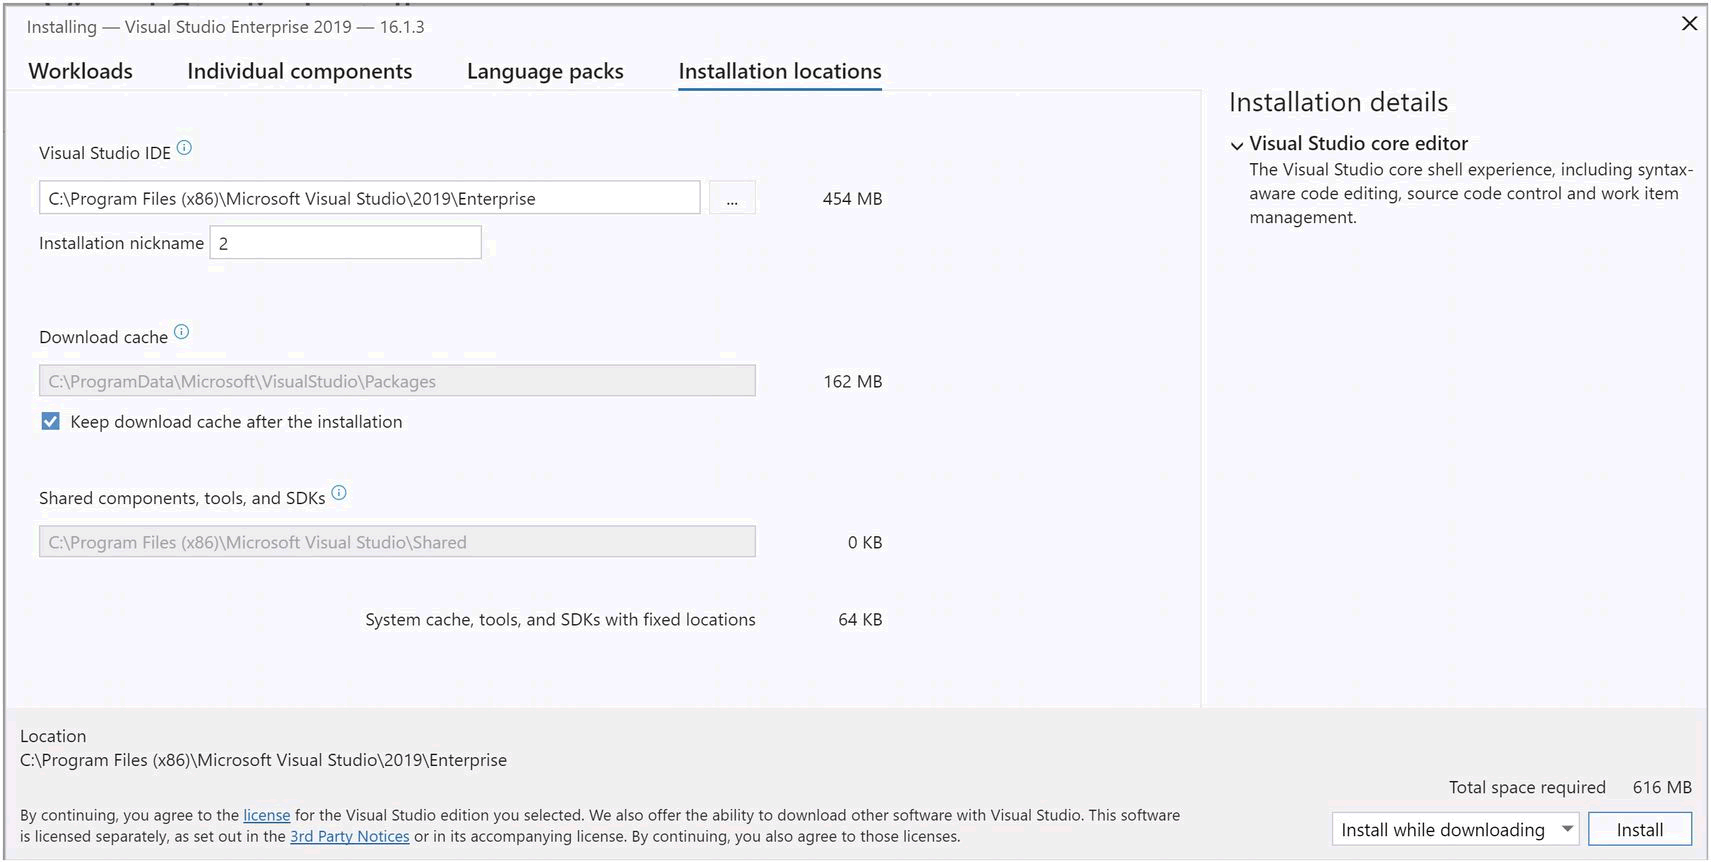 Installing — Visual Studio Enterprise 2019 — 16.1.3
Workloads
Individual components
Language packs
Installation locations
Visual Studio IDE
C:\Program Files (x86)\Microsoft Visual Studio\2019\Enterprise
...
454 MB
Installation nickname
2
Download cache
C:\ProgramData\Microsoft\VisualStudio\Packages
162 MB
Keep download cache after the installation
Shared components, tools, and SDKs
C:\Program Files (x86)\Microsoft Visual Studio\Shared
0 KB
System cache, tools, and SDKs with fixed locations
64 KB
Installation details
Visual Studio core editor
The Visual Studio core shell experience, including syntax-
aware code editing, source code control and work item
management.
Location
C:\Program Files (x86)\Microsoft Visual Studio\2019\Enterprise
Total space required 616 MB
By continuing, you agree to the license for the Visual Studio edition you selected. We also offer the ability to download other software with Visual Studio. This software
is licensed separately, as set out in the 3rd Party Notices or in its accompanying license. By continuing, you also agree to those licenses.
Install while downloading
Install